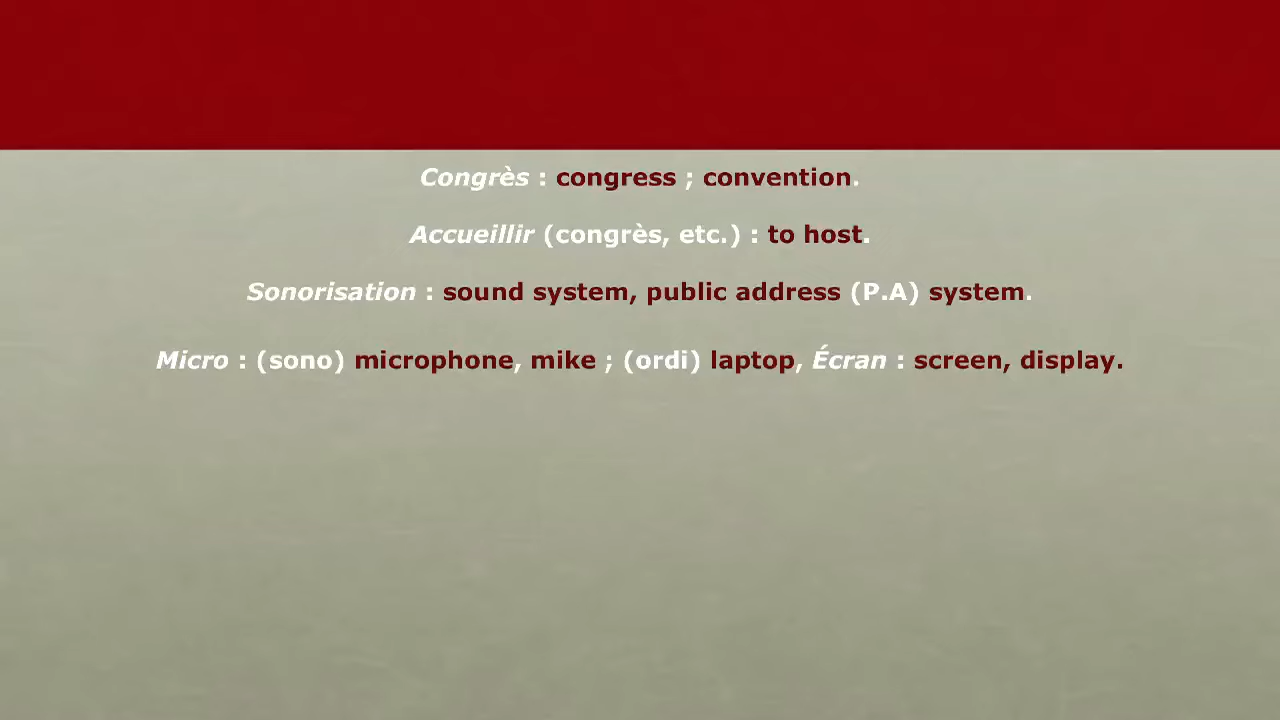 Congrès : congress ; convention.
Accueillir (congrès, etc.) : to host.
Sonorisation : sound system, public address (P.A) system.
Micro : (sono) microphone, mike ; (ordi) laptop, Écran : screen, display.